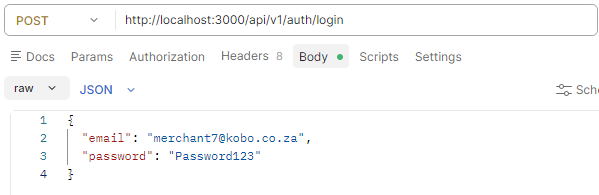 POST http://localhost:3000/api/v1/auth/login
Docs Params Authorization Headers 8 Body Scripts Settings
raw JSON
1 {
2 "email": "merchant7@kobo.co.za",
3 "password": "Password123"
4 }